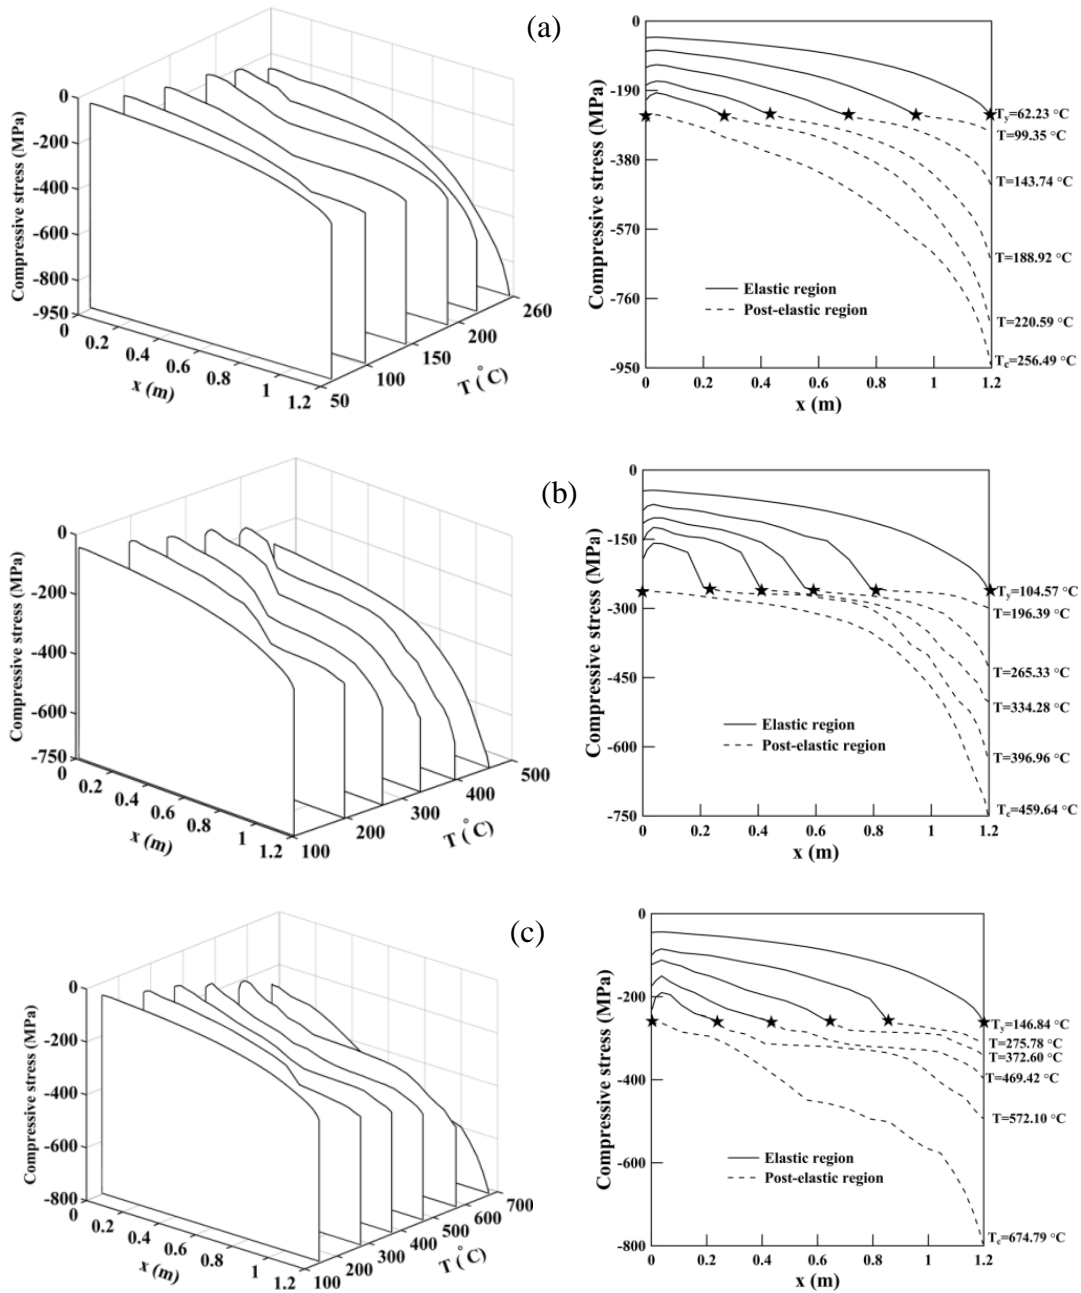 (a)
0
-200
-400
-600
-800
-950
Compressive stress (MPa)
0
0.2
0.4
0.6
0.8
1
1.2
x (m)
50
100
150
200
260
T (°C)
0
-190
-380
-570
-760
-950
Compressive stress (MPa)
0
0.2
0.4
0.6
0.8
1
1.2
x (m)
Elastic region
Post-elastic region
Ty=62.23 °C
T=99.35 °C
T=143.74 °C
T=188.92 °C
T=220.59 °C
Tc=256.49 °C
(b)
0
-200
-400
-600
-750
Compressive stress (MPa)
0
0.2
0.4
0.6
0.8
1
1.2
x (m)
100
200
300
400
500
T (°C)
0
-150
-300
-450
-600
-750
Compressive stress (MPa)
0
0.2
0.4
0.6
0.8
1
1.2
x (m)
Elastic region
Post-elastic region
Ty=104.57 °C
T=196.39 °C
T=265.33 °C
T=334.28 °C
T=396.96 °C
Tc=459.64 °C
(c)
0
-200
-400
-600
-800
Compressive stress (MPa)
0
0.2
0.4
0.6
0.8
1
1.2
x (m)
100
200
300
400
500
600
700
T (°C)
0
-200
-400
-600
-800
Compressive stress (MPa)
0
0.2
0.4
0.6
0.8
1
1.2
x (m)
Elastic region
Post-elastic region
Ty=146.84 °C
T=275.78 °C
T=372.60 °C
T=469.42 °C
T=572.10 °C
Tc=674.79 °C